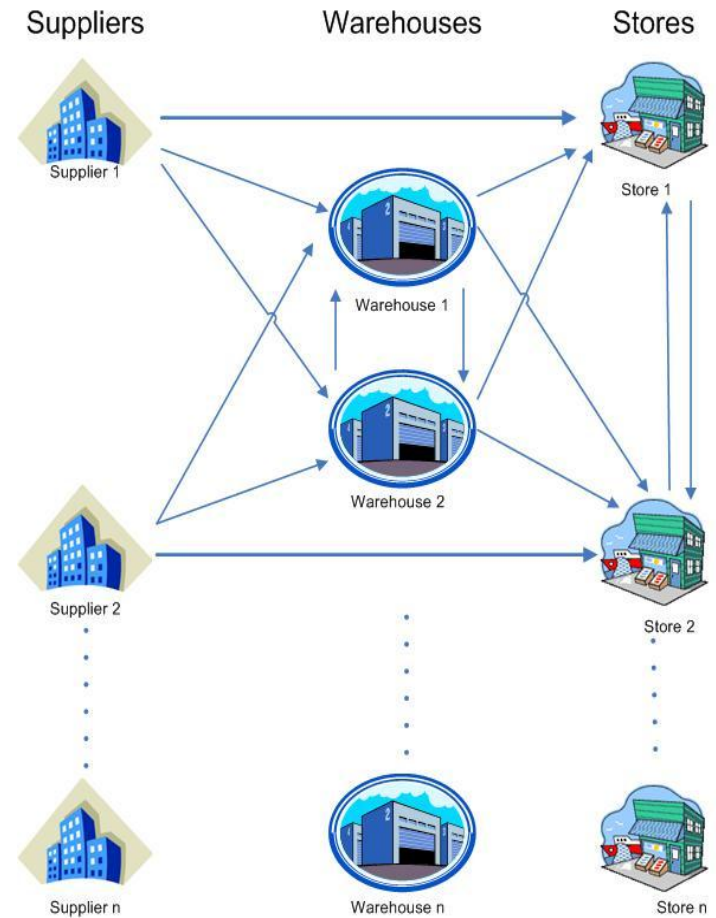 Suppliers Warehouses Stores
Supplier 1
Store 1
Warehouse 1
Warehouse 2
Supplier 2
Store 2
Supplier n
Warehouse n
Store n